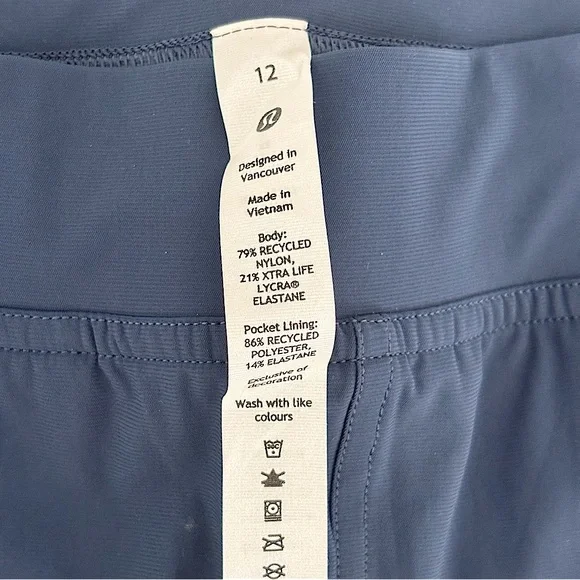 12
Designed in
Vancouver
Made in
Vietnam
Body:
79% RECYCLED
NYLON,
21% XTRA LIFE
LYCRA®
ELASTANE
Pocket Lining:
86% RECYCLED
POLYESTER,
14% ELASTANE
Exclusive of
decoration
Wash with like
colours